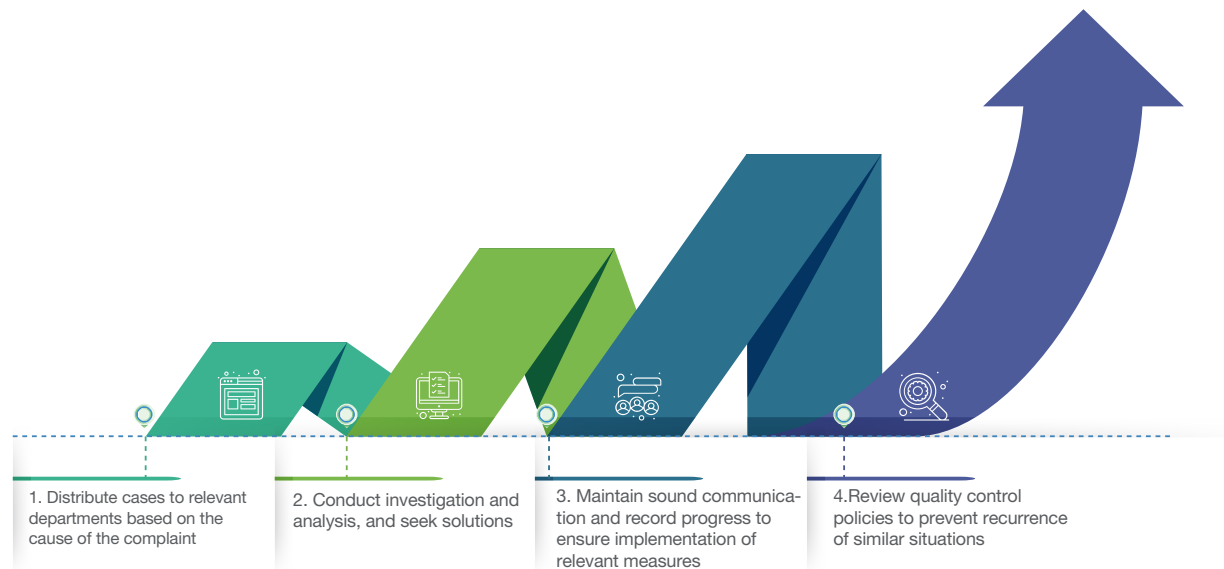 1. Distribute cases to relevant
departments based on the
cause of the complaint
2. Conduct investigation and
analysis, and seek solutions
3. Maintain sound communica-
tion and record progress to
ensure implementation of
relevant measures
4.Review quality control
policies to prevent recurrence
of similar situations